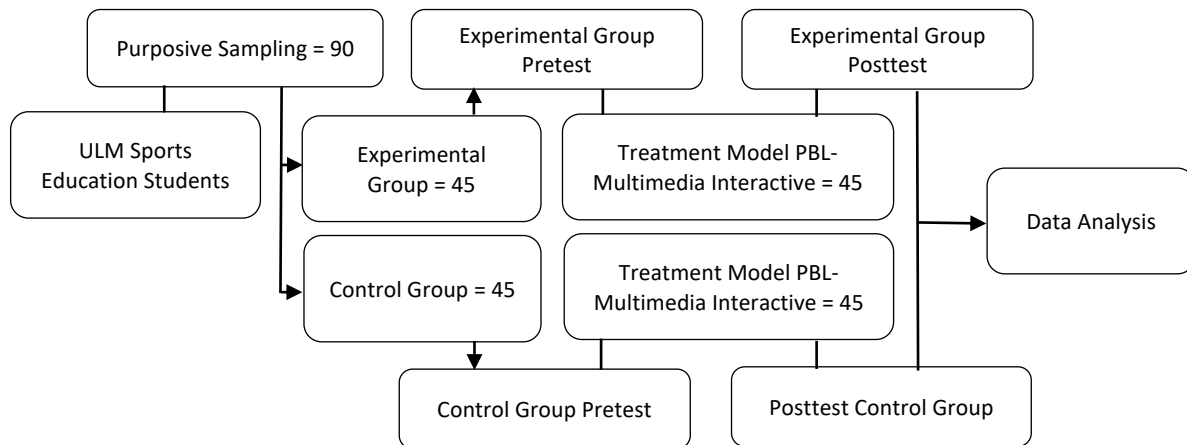 Purposive Sampling = 90
Experimental Group
Pretest
Experimental Group
Posttest
ULM Sports
Education Students
Experimental
Group = 45
Treatment Model PBL-
Multimedia Interactive = 45
Data Analysis
Control Group = 45
Treatment Model PBL-
Multimedia Interactive = 45
Control Group Pretest
Posttest Control Group